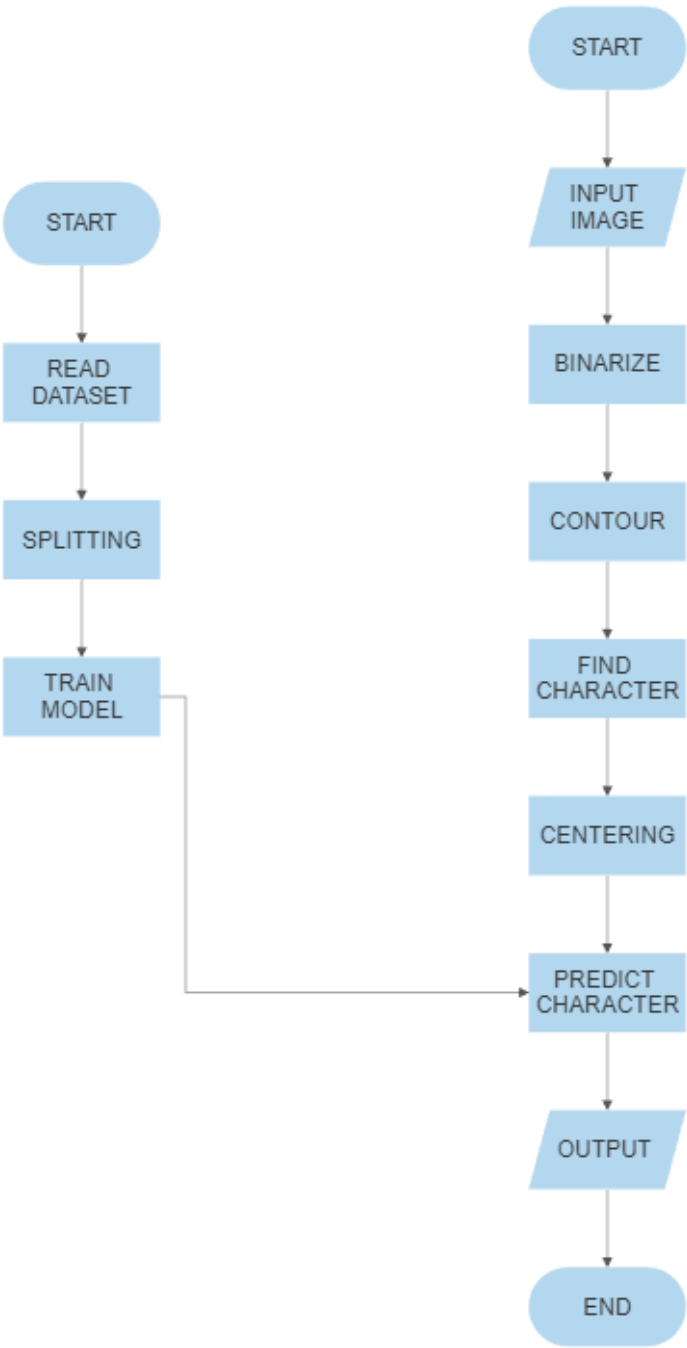 START
READ
DATASET
SPLITTING
TRAIN
MODEL
START
INPUT
IMAGE
BINARIZE
CONTOUR
FIND
CHARACTER
CENTERING
PREDICT
CHARACTER
OUTPUT
END